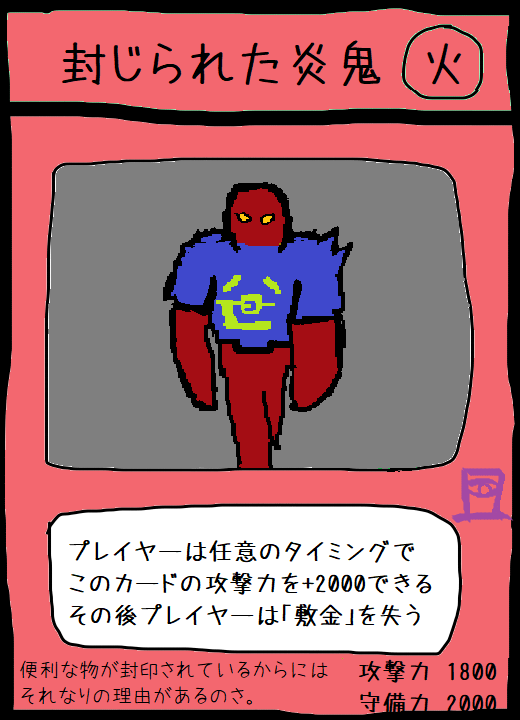 封じられた炎鬼 火
プレイヤーは任意のタイミングで
このカードの攻撃力を+2000できる
その後プレイヤーは「敷金」を失う
便利な物が封印されているからには
それなりの理由があるのさ。
攻撃力 1800
守備力 2000